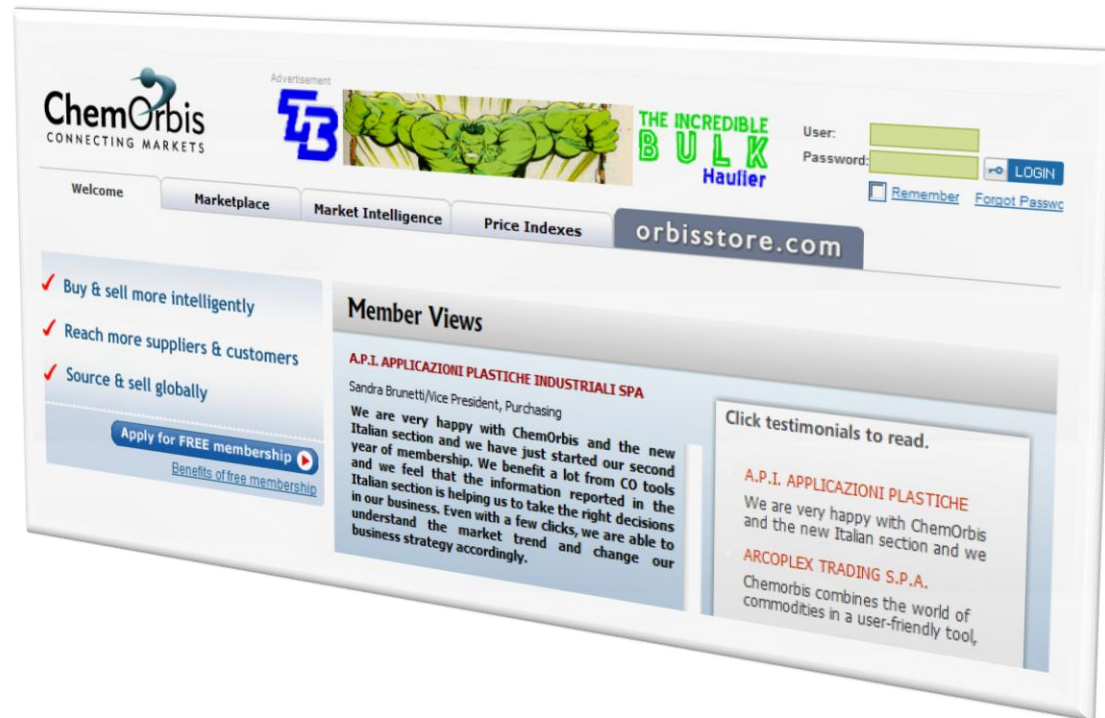 Advertisement
ChemOrbis
CONNECTING MARKETS
TB
THE INCREDIBLE
BULK
Haulier
User:
Password:
LOGIN
Remember Forgot Passwc
Welcome
Marketplace
Market Intelligence
Price Indexes
orbisstore.com
Buy & sell more intelligently
Reach more suppliers & customers
Source & sell globally
Apply for FREE membership
Benefits of free membership
Member Views
A.P.I. APPLICAZIONI PLASTICHE INDUSTRIALI SPA
Sandra Brunetti/Vice President, Purchasing
We are very happy with ChemOrbis and the new
Italian section and we have just started our second
year of membership. We benefit a lot from CO tools
and we feel that the information reported in the
Italian section is helping us to take the right decisions
in our business. Even with a few clicks, we are able to
understand the market trend and change our
business strategy accordingly.
Click testimonials to read.
A.P.I. APPLICAZIONI PLASTICHE
We are very happy with ChemOrbis
and the new Italian section and we
ARCOPLEX TRADING S.P.A.
Chemorbis combines the world of
commodities in a user-friendly tool,